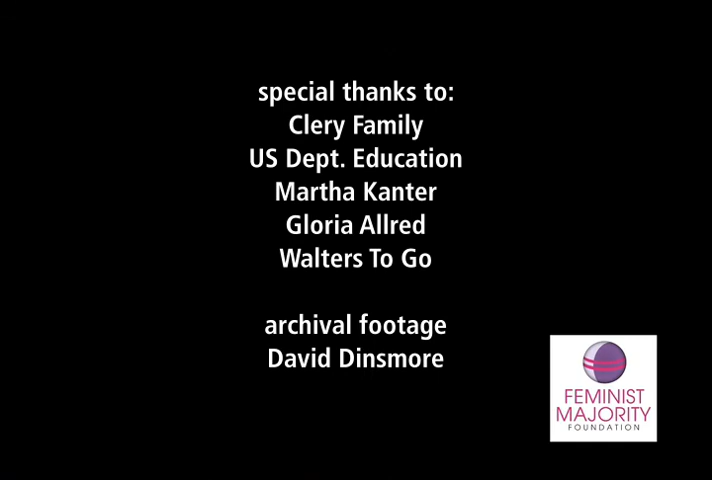 special thanks to:
Clery Family
US Dept. Education
Martha Kanter
Gloria Allred
Walters To Go
archival footage
David Dinsmore
FEMINIST
MAJORITY
FOUNDATION